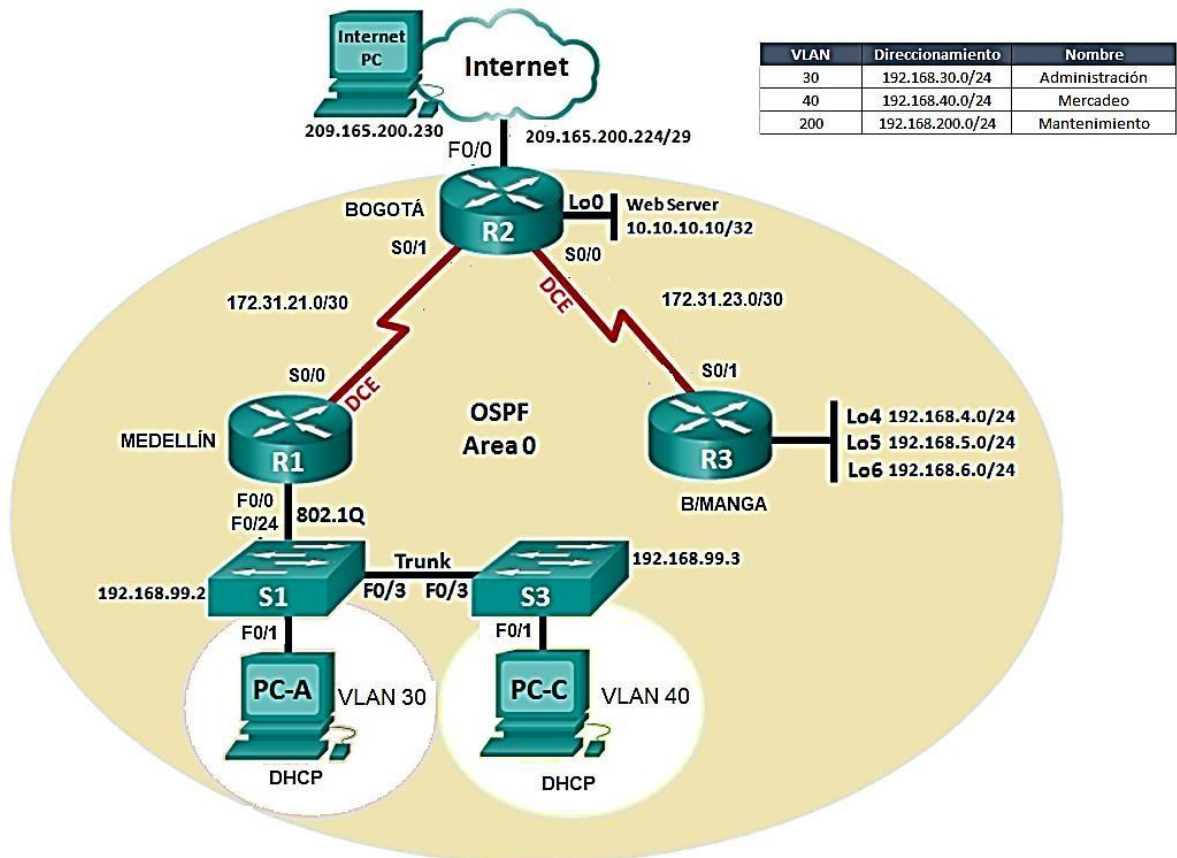 Internet
PC
Internet
209.165.200.230
209.165.200.224/29
F0/0
VLAN Direccionamiento Nombre
30 192.168.30.0/24 Administración
40 192.168.40.0/24 Mercadeo
200 192.168.200.0/24 Mantenimiento
BOGOTÁ
R2
Lo0
Web Server
10.10.10.10/32
S0/1
S0/0
DCE
172.31.21.0/30
172.31.23.0/30
S0/0
DCE
S0/1
OSPF
Area 0
MEDELLÍN
R1
R3
B/MANGA
Lo4 192.168.4.0/24
Lo5 192.168.5.0/24
Lo6 192.168.6.0/24
F0/0
F0/24
802.1Q
Trunk
192.168.99.3
192.168.99.2
S1
F0/3
F0/3
S3
F0/1
F0/1
PC-A
VLAN 30
PC-C
VLAN 40
DHCP
DHCP